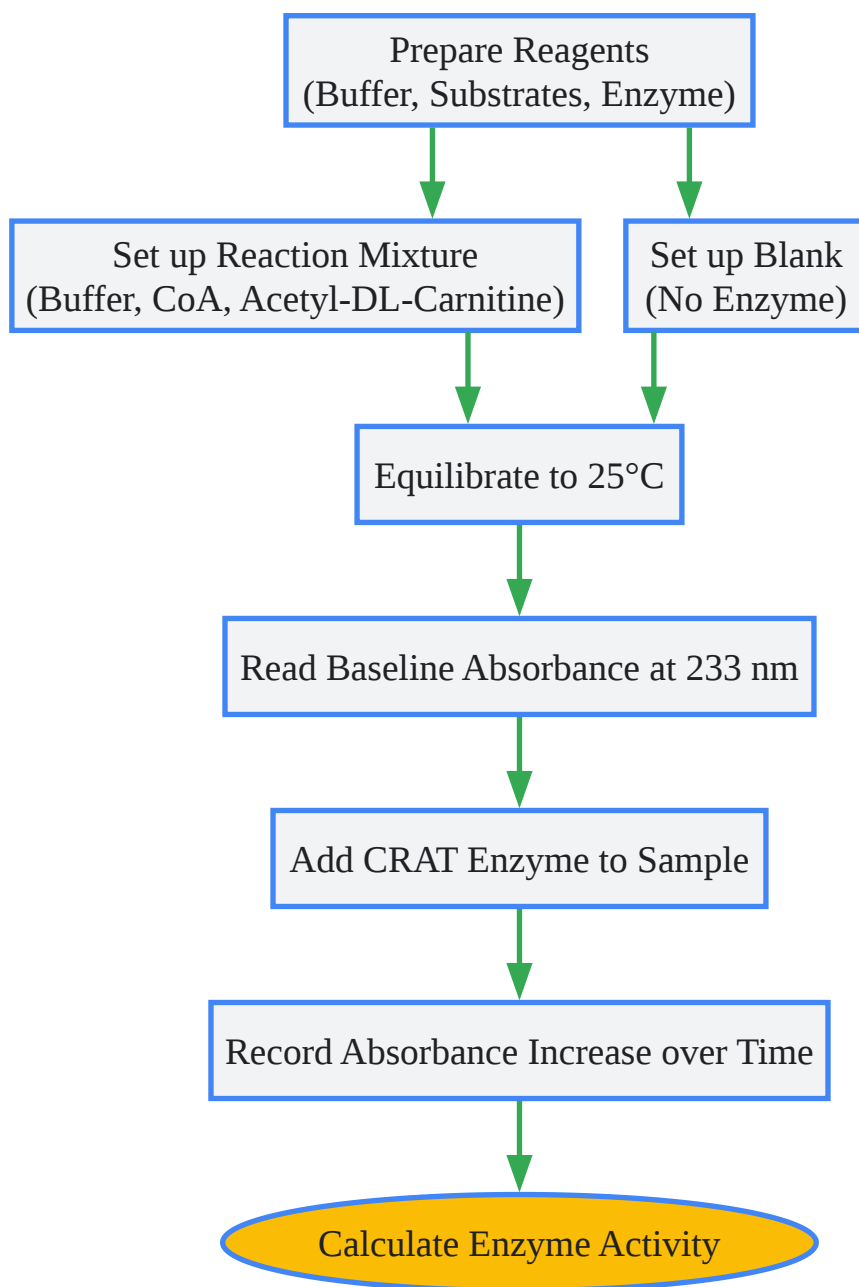 Prepare Reagents
(Buffer, Substrates, Enzyme)
Set up Reaction Mixture
(Buffer, CoA, Acetyl-DL-Carnitine)
Set up Blank
(No Enzyme)
Equilibrate to 25°C
Read Baseline Absorbance at 233 nm
Add CRAT Enzyme to Sample
Record Absorbance Increase over Time
Calculate Enzyme Activity